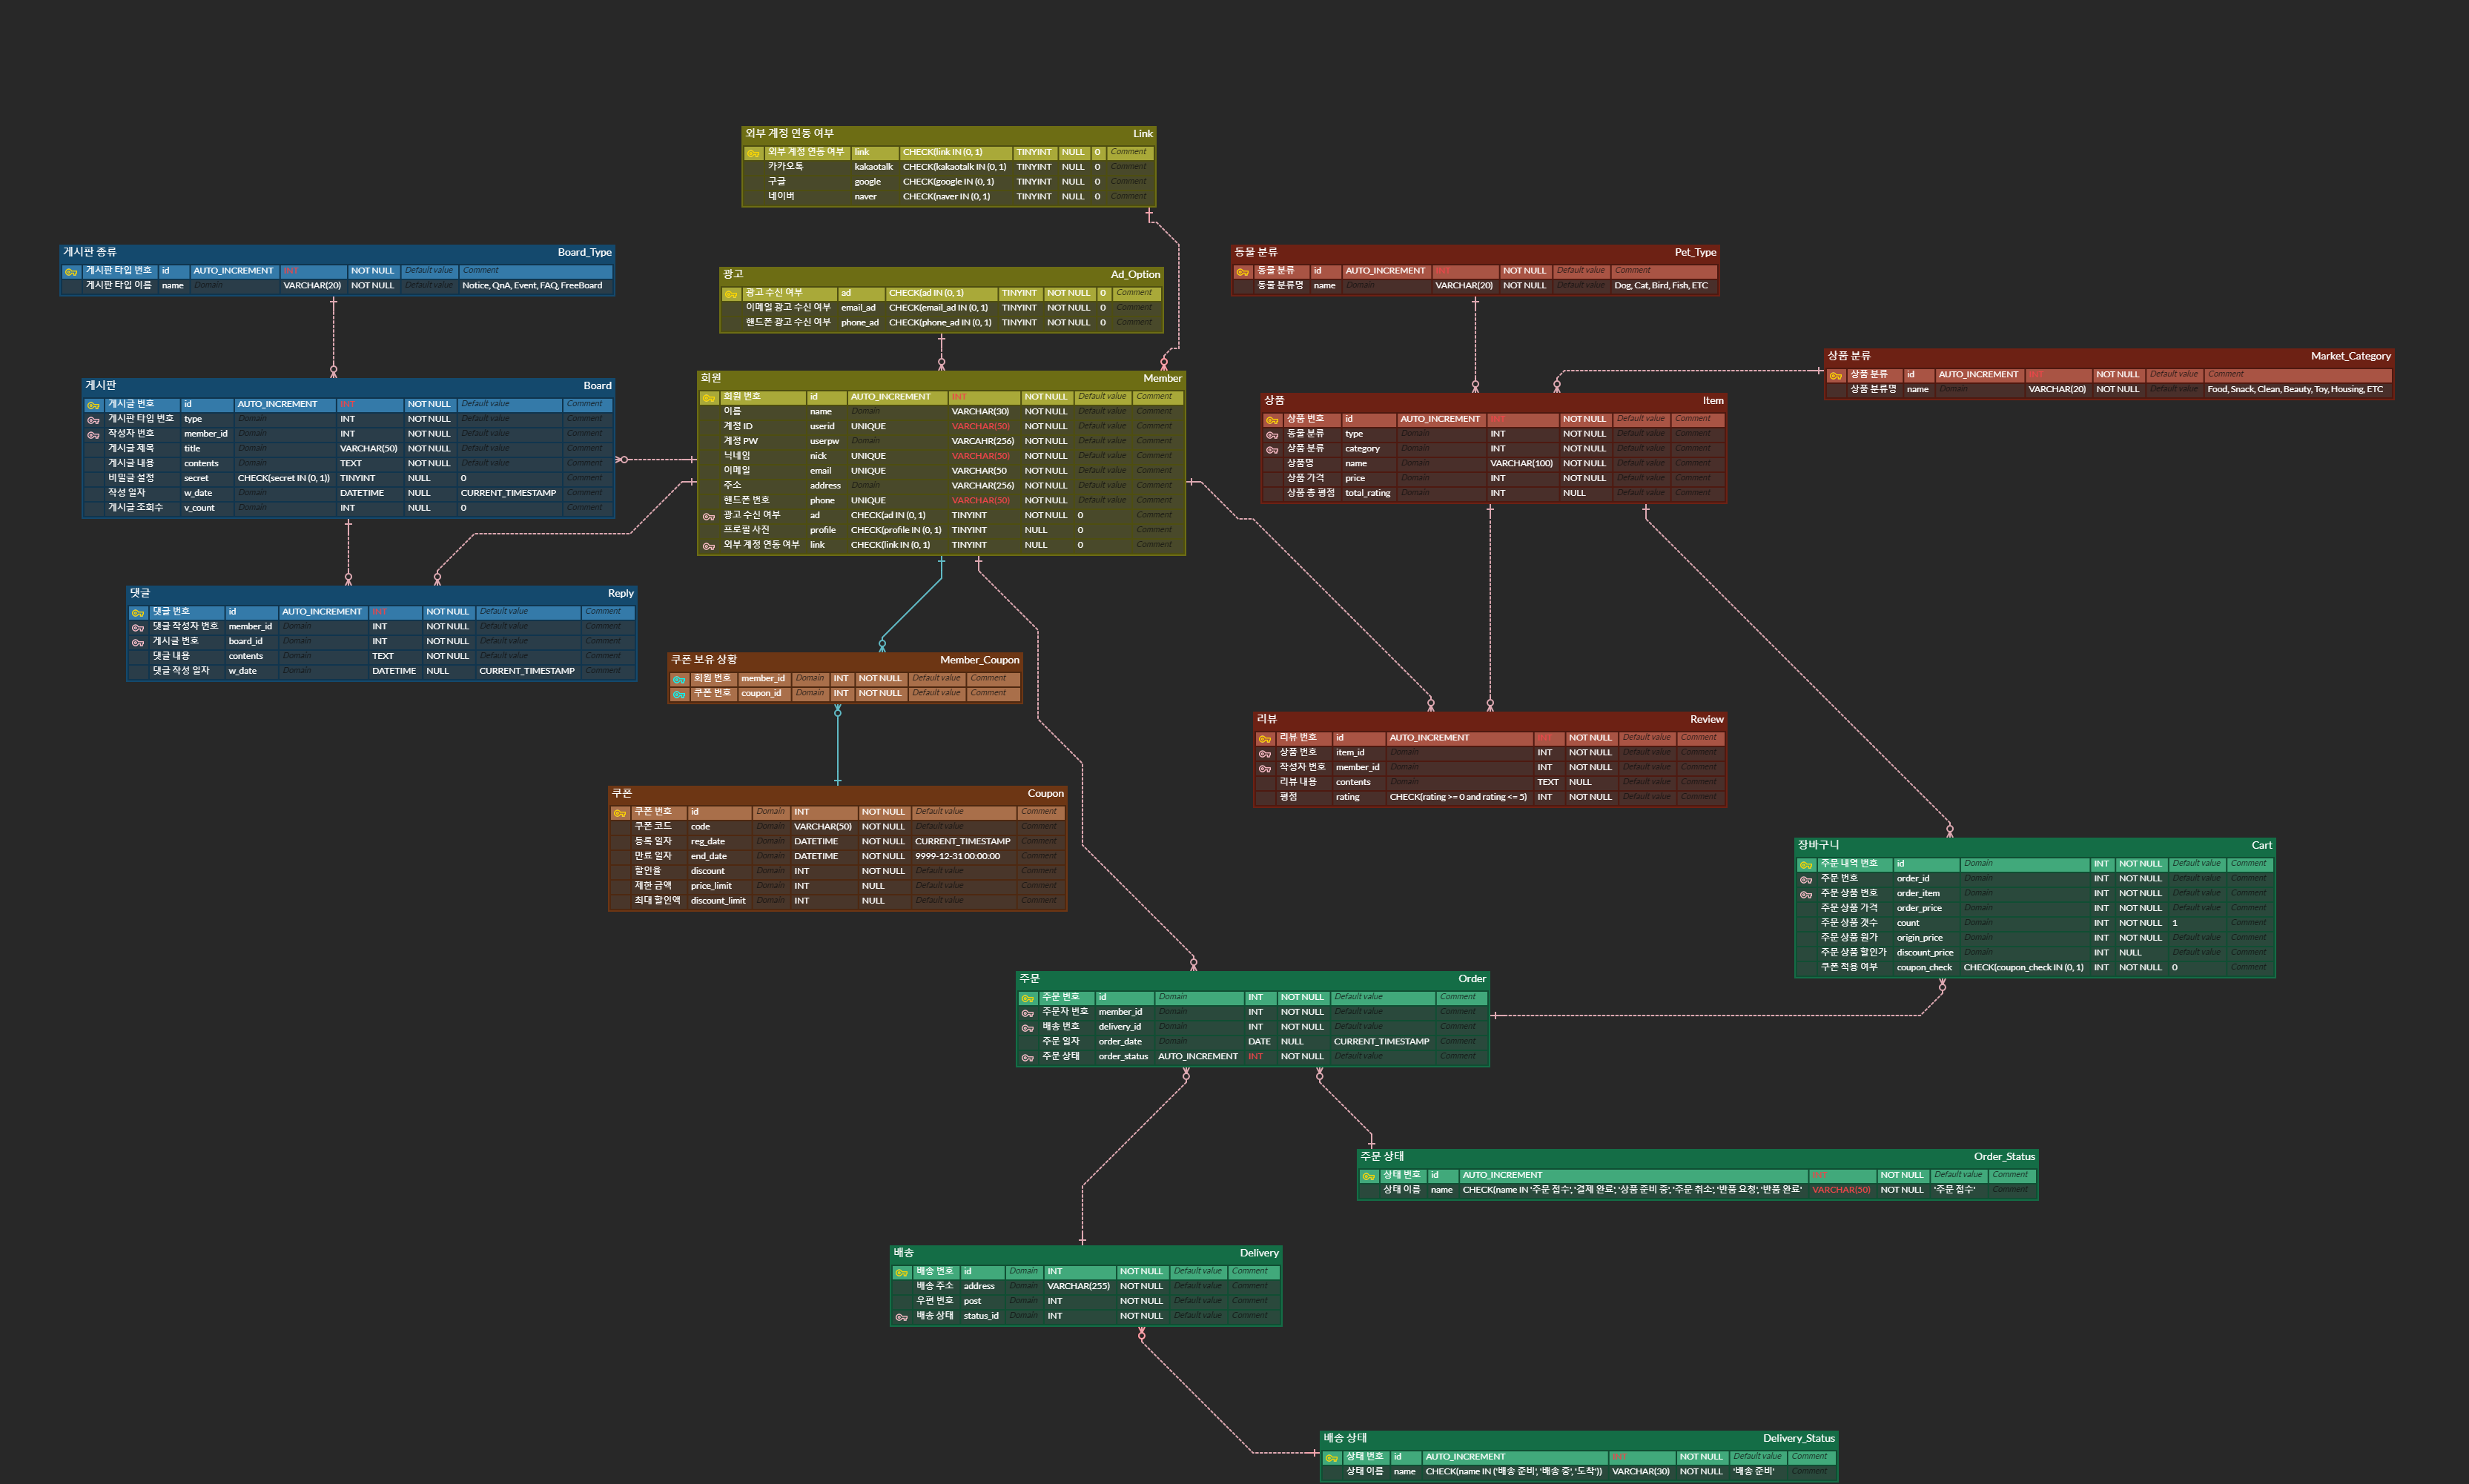 외부 계정 연동 여부 Link
외부 계정 연동 여부 link CHECK(link IN (0, 1) TINYINT NULL 0 Comment
카카오톡 kakaotalk CHECK(kakaotalk IN (0, 1) TINYINT NULL 0 Comment
구글 google CHECK(google IN (0, 1) TINYINT NULL 0 Comment
네이버 naver CHECK(naver IN (0, 1) TINYINT NULL 0 Comment
게시판 종류 Board_Type
게시판 타입 번호 id AUTO_INCREMENT INT NOT NULL Default value Comment
게시판 타입 이름 name Domain VARCHAR(20) NOT NULL Default value Notice, QnA, Event, FAQ, FreeBoard
광고 Ad_Option
광고 수신 여부 ad CHECK(ad IN (0, 1) TINYINT NOT NULL 0 Comment
이메일 광고 수신 여부 email_ad CHECK(email_ad IN (0, 1) TINYINT NOT NULL 0 Comment
핸드폰 광고 수신 여부 phone_ad CHECK(phone_ad IN (0, 1) TINYINT NOT NULL 0 Comment
동물 분류 Pet_Type
동물 분류 id AUTO_INCREMENT INT NOT NULL Default value Comment
동물 분류명 name Domain VARCHAR(20) NOT NULL Default value Dog, Cat, Bird, Fish, ETC
상품 분류 Market_Category
상품 분류 id AUTO_INCREMENT INT NOT NULL Default value Comment
상품 분류명 name Domain VARCHAR(20) NOT NULL Default value Food, Snack, Clean, Beauty, Toy, Housing, ETC
게시판 Board
게시글 번호 id AUTO_INCREMENT INT NOT NULL Default value Comment
게시판 타입 번호 type Domain INT NOT NULL Default value Comment
작성자 번호 member_id Domain INT NOT NULL Default value Comment
게시글 제목 title Domain VARCHAR(50) NOT NULL Default value Comment
게시글 내용 contents Domain TEXT NOT NULL Default value Comment
비밀글 설정 secret CHECK(secret IN (0, 1)) TINYINT NULL 0 Comment
작성 일자 w_date Domain DATETIME NULL CURRENT_TIMESTAMP Comment
게시글 조회수 v_count Domain INT NULL 0 Comment
회원 Member
회원 번호 id AUTO_INCREMENT INT NOT NULL Default value Comment
이름 name Domain VARCHAR(30) NOT NULL Default value Comment
계정 ID userid UNIQUE VARCHAR(50) NOT NULL Default value Comment
계정 PW userpw Domain VARCAHR(256) NOT NULL Default value Comment
닉네임 nick UNIQUE VARCHAR(50) NOT NULL Default value Comment
이메일 email UNIQUE VARCHAR(50 NOT NULL Default value Comment
주소 address Domain VARCHAR(256) NOT NULL Default value Comment
핸드폰 번호 phone UNIQUE VARCHAR(50) NOT NULL Default value Comment
광고 수신 여부 ad CHECK(ad IN (0, 1) TINYINT NOT NULL 0 Comment
프로필 사진 profile CHECK(profile IN (0, 1) TINYINT NULL 0 Comment
외부 계정 연동 여부 link CHECK(link IN (0, 1) TINYINT NULL 0 Comment
상품 Item
상품 번호 id AUTO_INCREMENT INT NOT NULL Default value Comment
동물 분류 type Domain INT NOT NULL Default value Comment
상품 분류 category Domain INT NOT NULL Default value Comment
상품명 name Domain VARCHAR(100) NOT NULL Default value Comment
상품 가격 price Domain INT NOT NULL Default value Comment
상품 총 평점 total_rating Domain INT NULL Default value Comment
댓글 Reply
댓글 번호 id AUTO_INCREMENT INT NOT NULL Default value Comment
댓글 작성자 번호 member_id Domain INT NOT NULL Default value Comment
게시글 번호 board_id Domain INT NOT NULL Default value Comment
댓글 내용 contents Domain TEXT NOT NULL Default value Comment
댓글 작성 일자 w_date Domain DATETIME NULL CURRENT_TIMESTAMP Comment
쿠폰 보유 상황 Member_Coupon
회원 번호 member_id Domain INT NOT NULL Default value Comment
쿠폰 번호 coupon_id Domain INT NOT NULL Default value Comment
리뷰 Review
리뷰 번호 id AUTO_INCREMENT INT NOT NULL Default value Comment
상품 번호 item_id Domain INT NOT NULL Default value Comment
작성자 번호 member_id Domain INT NOT NULL Default value Comment
리뷰 내용 contents Domain TEXT NULL Default value Comment
평점 rating CHECK(rating >= 0 and rating <= 5) INT NOT NULL Default value Comment
쿠폰 Coupon
쿠폰 번호 id Domain INT NOT NULL Default value Comment
쿠폰 코드 code Domain VARCHAR(50) NOT NULL Default value Comment
등록 일자 reg_date Domain DATETIME NOT NULL CURRENT_TIMESTAMP Comment
만료 일자 end_date Domain DATETIME NOT NULL 9999-12-31 00:00:00 Comment
할인율 discount Domain INT NOT NULL Default value Comment
제한 금액 price_limit Domain INT NULL Default value Comment
최대 할인액 discount_limit Domain INT NULL Default value Comment
장바구니 Cart
주문 내역 번호 id Domain INT NOT NULL Default value Comment
주문 번호 order_id Domain INT NOT NULL Default value Comment
주문 상품 번호 order_item Domain INT NOT NULL Default value Comment
주문 상품 가격 order_price Domain INT NOT NULL Default value Comment
주문 상품 갯수 count Domain INT NOT NULL 1 Comment
주문 상품 원가 origin_price Domain INT NOT NULL Default value Comment
주문 상품 할인가 discount_price Domain INT NULL Default value Comment
쿠폰 적용 여부 coupon_check CHECK(coupon_check IN (0, 1) INT NOT NULL 0 Comment
주문 Order
주문 번호 id Domain INT NOT NULL Default value Comment
주문자 번호 member_id Domain INT NOT NULL Default value Comment
배송 번호 delivery_id Domain INT NOT NULL Default value Comment
주문 일자 order_date Domain DATE NULL CURRENT_TIMESTAMP Comment
주문 상태 order_status AUTO_INCREMENT INT NOT NULL Default value Comment
주문 상태 Order_Status
상태 번호 id AUTO_INCREMENT INT NOT NULL Default value Comment
상태 이름 name CHECK(name IN '주문 접수', '결제 완료', '상품 준비 중', '주문 취소', '반품 요청', '반품 완료' VARCHAR(50) NOT NULL '주문 접수' Comment
배송 Delivery
배송 번호 id Domain INT NOT NULL Default value Comment
배송 주소 address Domain VARCHAR(255) NOT NULL Default value Comment
우편 번호 post Domain INT NOT NULL Default value Comment
배송 상태 status_id Domain INT NOT NULL Default value Comment
배송 상태 Delivery_Status
상태 번호 id AUTO_INCREMENT INT NOT NULL Default value Comment
상태 이름 name CHECK(name IN ('배송 준비', '배송 중', '도착')) VARCHAR(30) NOT NULL '배송 준비' Comment